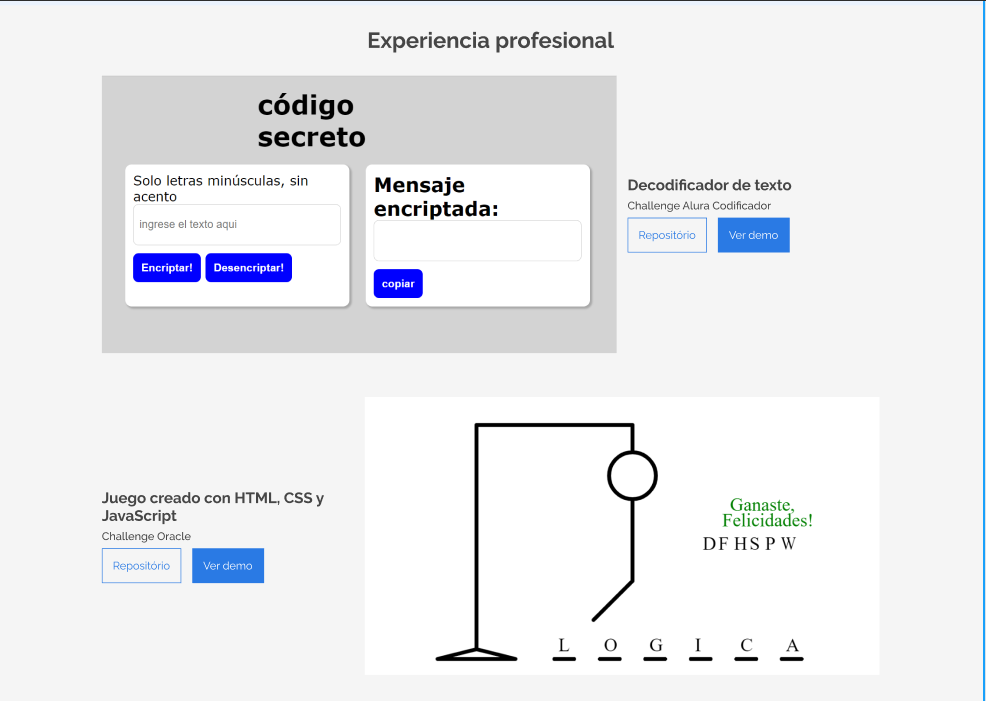 Experiencia profesional
código
secreto
Solo letras minúsculas, sin
acento
ingrese el texto aqui
Encriptar!
Desencriptar!
Mensaje
encriptada:
copiar
Decodificador de texto
Challenge Alura Codificador
Repositório
Ver demo
Juego creado con HTML, CSS y
JavaScript
Challenge Oracle
Repositório
Ver demo
Ganaste,
Felicidades!
D F H S P W
L O G I C A